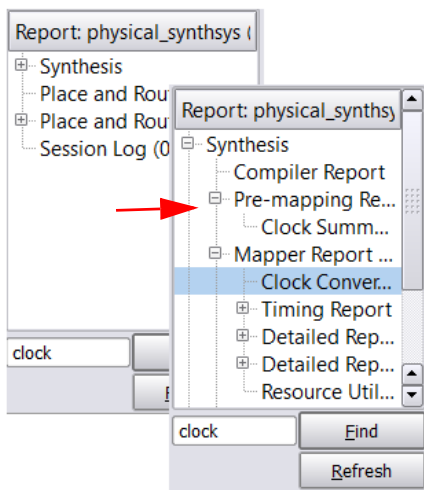 Report: physical_synthsys (
Synthesis
Place and Rou
Place and Rou
Session Log (0
clock
Report: physical_synthsy
Synthesis
Compiler Report
Pre-mapping Re...
Clock Summ...
Mapper Report ...
Clock Conver...
Timing Report
Detailed Rep...
Detailed Rep...
Resource Util...
clock
Find
Refresh